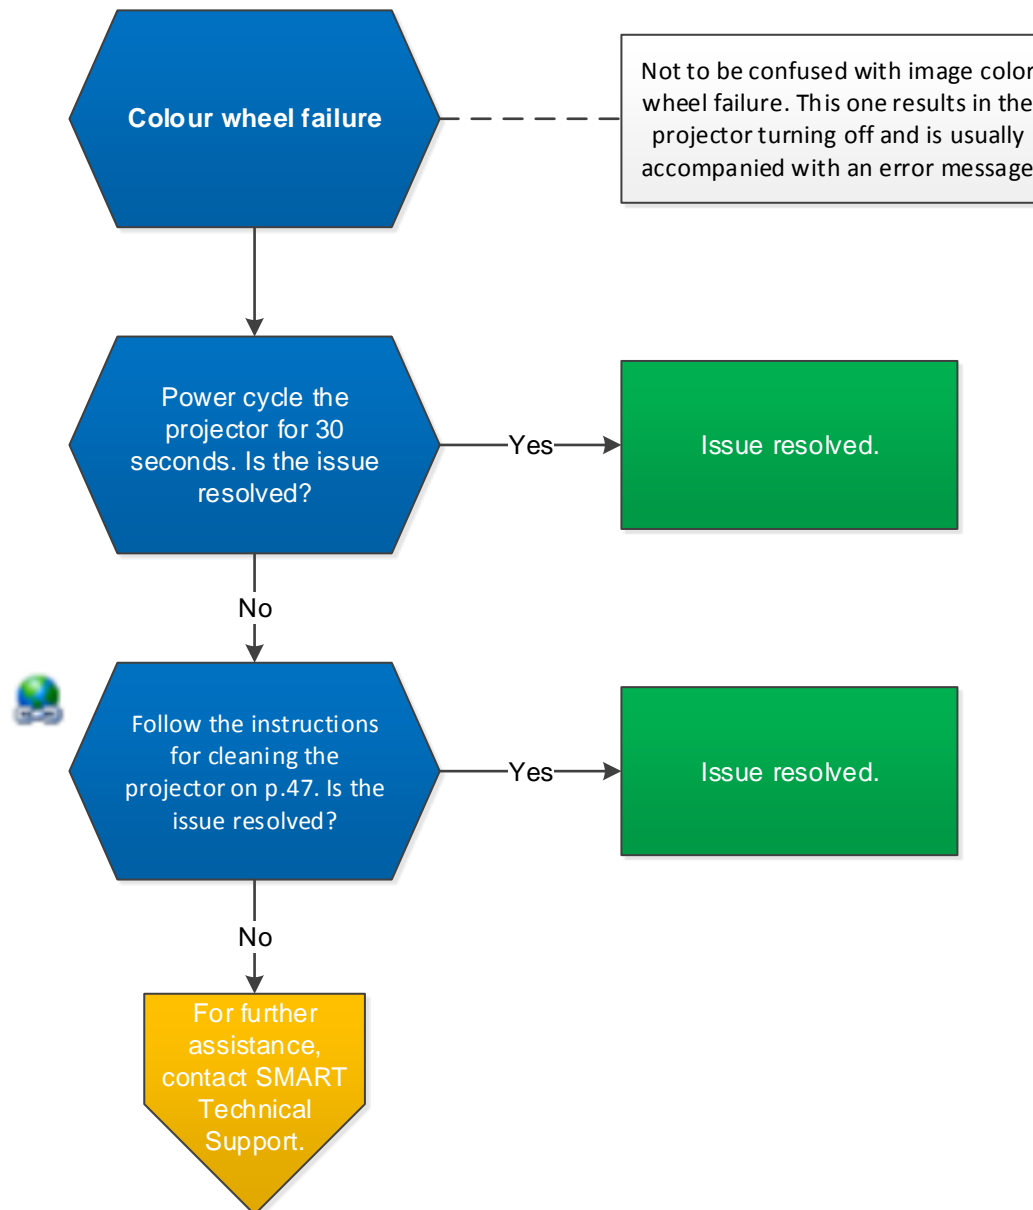 Colour wheel failure
Not to be confused with image color
wheel failure. This one results in the
projector turning off and is usually
accompanied with an error message
Power cycle the
projector for 30
seconds. Is the issue
resolved?
Yes
Issue resolved.
No
Follow the instructions
for cleaning the
projector on p.47. Is the
issue resolved?
Yes
Issue resolved.
No
For further
assistance,
contact SMART
Technical
Support.